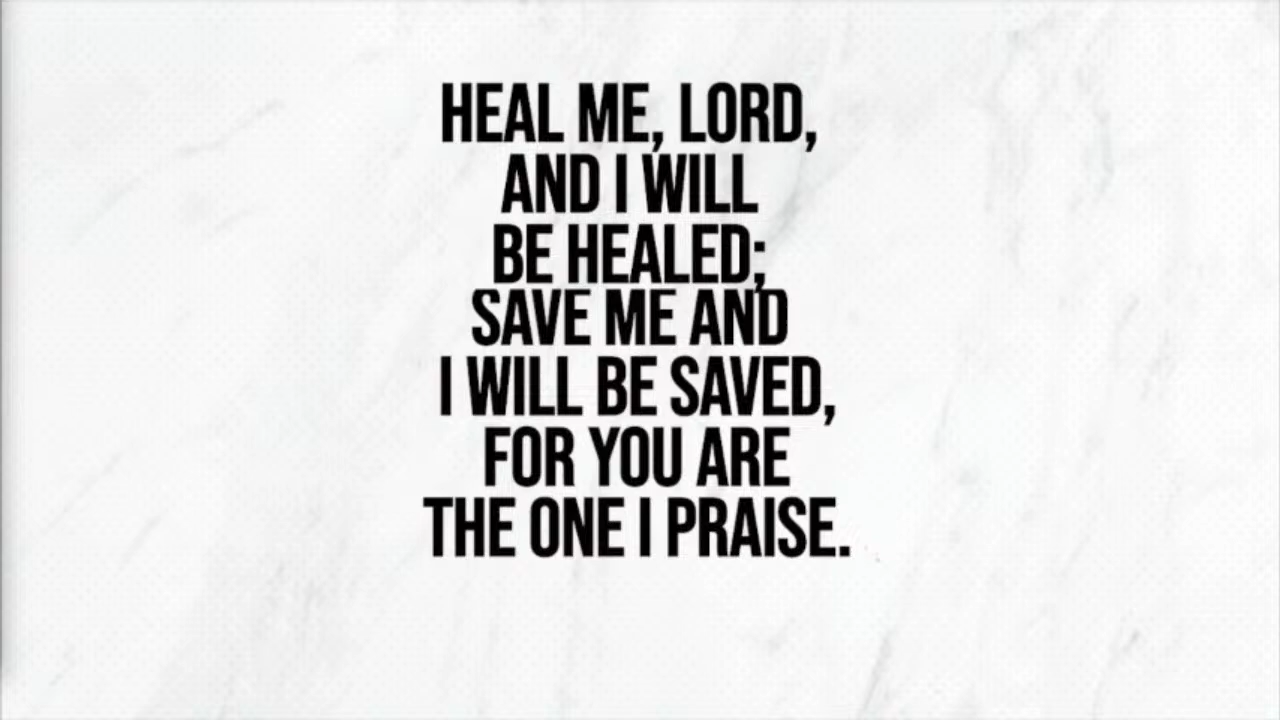 HEAL ME, LORD,
AND I WILL
BE HEALED;
SAVE ME AND
I WILL BE SAVED,
FOR YOU ARE
THE ONE I PRAISE.